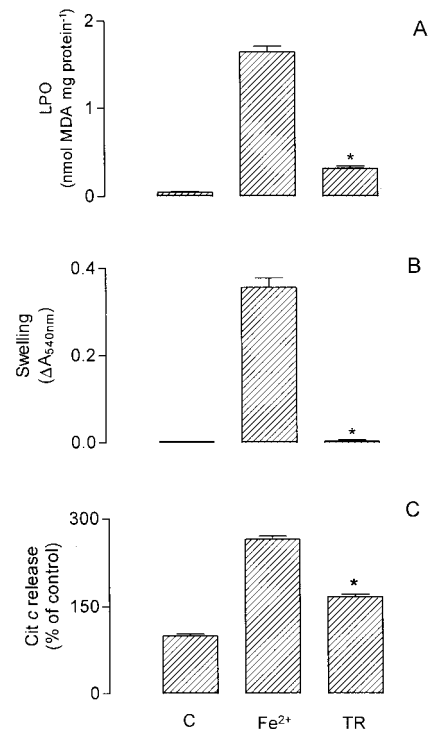 A
LPO
(nmol MDA mg protein⁻¹)
2
1
0
*
B
Swelling
(ΔA540nm)
0.4
0.2
0.0
*
C
Cit c release
(% of control)
300
150
0
*
C Fe²⁺ TR